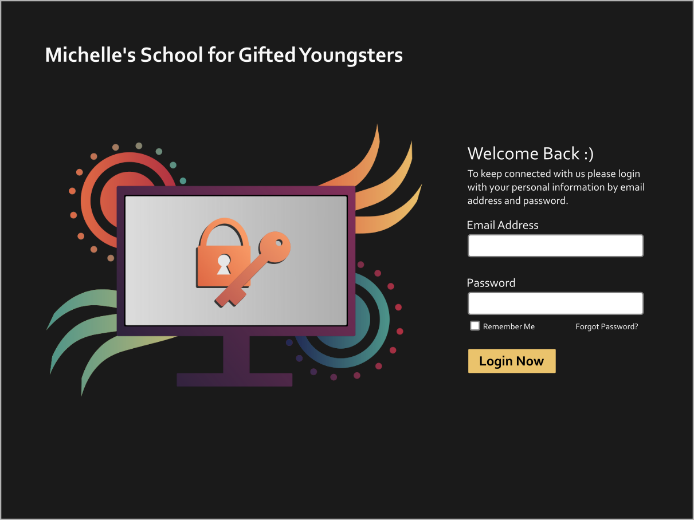 Michelle's School for Gifted Youngsters
Welcome Back :)
To keep connected with us please login
with your personal information by email
address and password.
Email Address
Password
Remember Me
Forgot Password?
Login Now